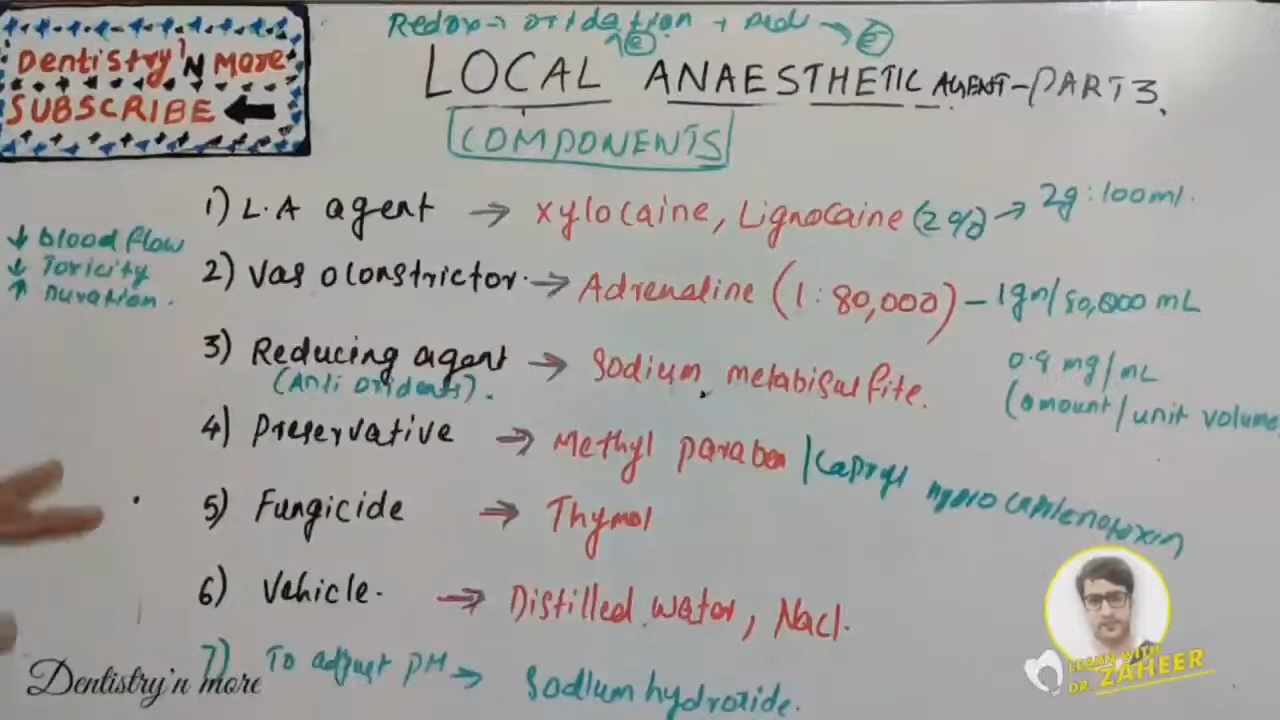 Redox → oxidation + red → e⁻
↑ e
Dentistry'N More
SUBSCRIBE
LOCAL ANAESTHETIC AGENT-PART 3.
COMPONENTS
1) L.A agent → Xylocaine, Lignocaine (2%) → 2g:100ml.
↓ blood flow
↓ Toxicity
↑ Duration.
2) Vasoconstrictor. → Adrenaline (1:80,000) – 1gm/80,000 mL
3) Reducing agent → Sodium metabisulfite.
(Anti oxidents).
mg/mL
(amount/unit volume
4) Preservative → Methyl paraben / Capryl
5) Fungicide → Thymol
6) Vehicle. → Distilled water, Nacl.
7) To adjust pH → Sodium hydroxide.
Dentistry'n more
LEARN WITH
DR. ZAHEER